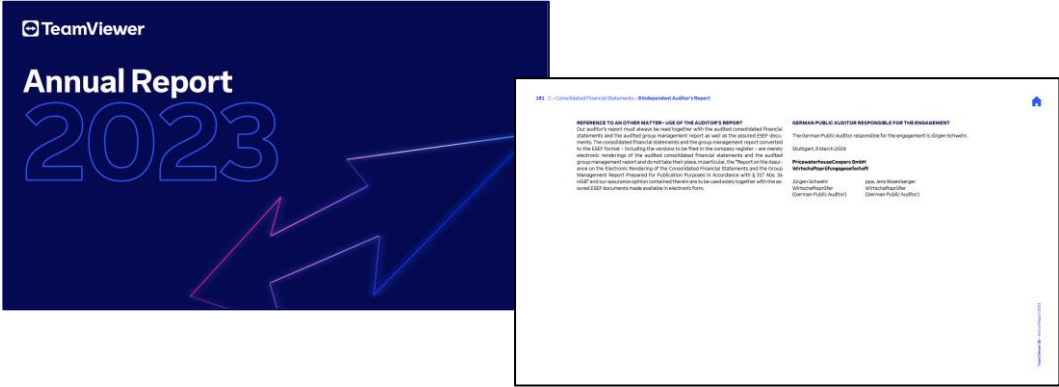 TeamViewer
Annual Report
2023
191 C – Consolidated Financial Statements – 8 Independent Auditor's Report
REFERENCE TO AN OTHER MATTER– USE OF THE AUDITOR'S REPORT
Our auditor's report must always be read together with the audited consolidated financial
statements and the audited group management report as well as the assured ESEF docu-
ments. The consolidated financial statements and the group management report converted
to the ESEF format – including the versions to be filed in the company register – are merely
electronic renderings of the audited consolidated financial statements and the audited
group management report and do not take their place. In particular, the "Report on the Assur-
ance on the Electronic Rendering of the Consolidated Financial Statements and the Group
Management Report Prepared for Publication Purposes in Accordance with § 317 Abs. 3a
HGB" and our assurance opinion contained therein are to be used solely together with the as-
sured ESEF documents made available in electronic form.
GERMAN PUBLIC AUDITOR RESPONSIBLE FOR THE ENGAGEMENT
The German Public Auditor responsible for the engagement is Jürgen Schwehr.
Stuttgart, 8 March 2024
PricewaterhouseCoopers GmbH
Wirtschaftsprüfungsgesellschaft
Jürgen Schwehr
Wirtschaftsprüfer
(German Public Auditor)
ppa. Jens Rosenberger
Wirtschaftsprüfer
(German Public Auditor)
TeamViewer SE – Annual Report 2023